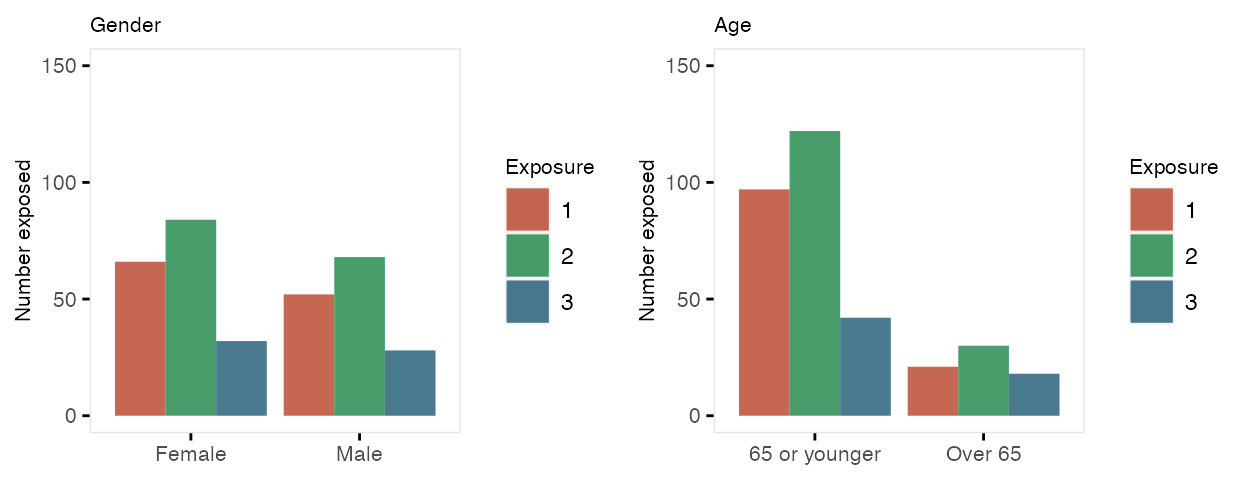 Gender
150
100
50
0
Number exposed
Female Male
Exposure
1
2
3
Age
150
100
50
0
Number exposed
65 or younger Over 65
Exposure
1
2
3